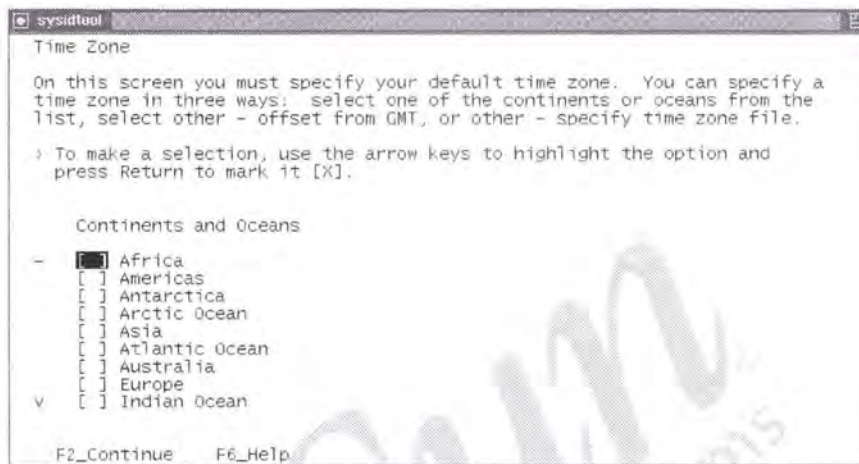 sysidtool
Time Zone
On this screen you must specify your default time zone.  You can specify a
time zone in three ways:  select one of the continents or oceans from the
list, select other - offset from GMT, or other - specify time zone file.
> To make a selection, use the arrow keys to highlight the option and
press Return to mark it [X].
Continents and Oceans
-  [ ] Africa
[ ] Americas
[ ] Antarctica
[ ] Arctic Ocean
[ ] Asia
[ ] Atlantic Ocean
[ ] Australia
[ ] Europe
v  [ ] Indian Ocean
F2_Continue    F6_Help